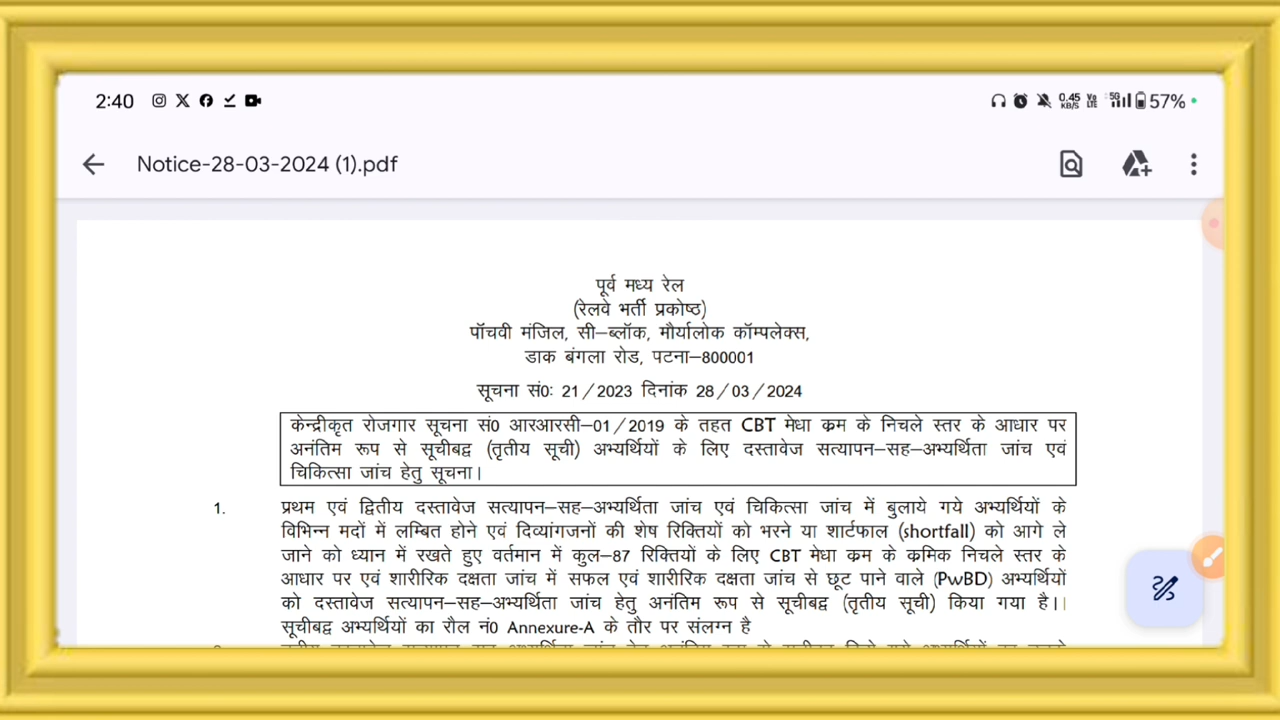 2:40 0.45 KB/S Vo LTE 5G 57%
Notice-28-03-2024 (1).pdf
पूर्व मध्य रेल
(रेलवे भर्ती प्रकोष्ठ)
पॉचवी मंजिल, सी–ब्लॉक, मौर्यालोक कॉम्पलेक्स,
डाक बंगला रोड, पटना–800001
सूचना सं0: 21/2023 दिनांक 28/03/2024
केन्द्रीकृत रोजगार सूचना सं0 आरआरसी–01/2019 के तहत CBT मेधा क्रम के निचले स्तर के आधार पर
अनंतिम रूप से सूचीबद्व (तृतीय सूची) अभ्यर्थियों के लिए दस्तावेज सत्यापन–सह–अभ्यर्थिता जांच एवं
चिकित्सा जांच हेतु सूचना।
1. प्रथम एवं द्वितीय दस्तावेज सत्यापन–सह–अभ्यर्थिता जांच एवं चिकित्सा जांच में बुलाये गये अभ्यर्थियों के
विभिन्न मदों में लम्बित होने एवं दिव्यांगजनों की शेष रिक्तियों को भरने या शार्टफाल (shortfall) को आगे ले
जाने को ध्यान में रखते हुए वर्तमान में कुल–87 रिक्तियों के लिए CBT मेधा क्रम के क्रमिक निचले स्तर के
आधार पर एवं शारीरिक दक्षता जांच में सफल एवं शारीरिक दक्षता जांच से छूट पाने वाले (PwBD) अभ्यर्थियों
को दस्तावेज सत्यापन–सह–अभ्यर्थिता जांच हेतु अनंतिम रूप से सूचीबद्व (तृतीय सूची) किया गया है।।
सूचीबद्व अभ्यर्थियों का रौल नं0 Annexure-A के तौर पर संलग्न है